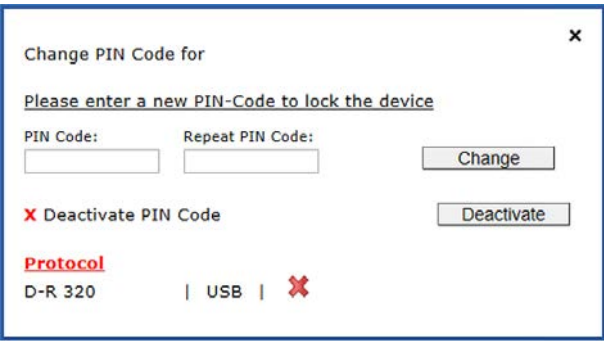 x
Change PIN Code for
Please enter a new PIN-Code to lock the device
PIN Code: Repeat PIN Code:
Change
X Deactivate PIN Code Deactivate
Protocol
D-R 320 | USB |